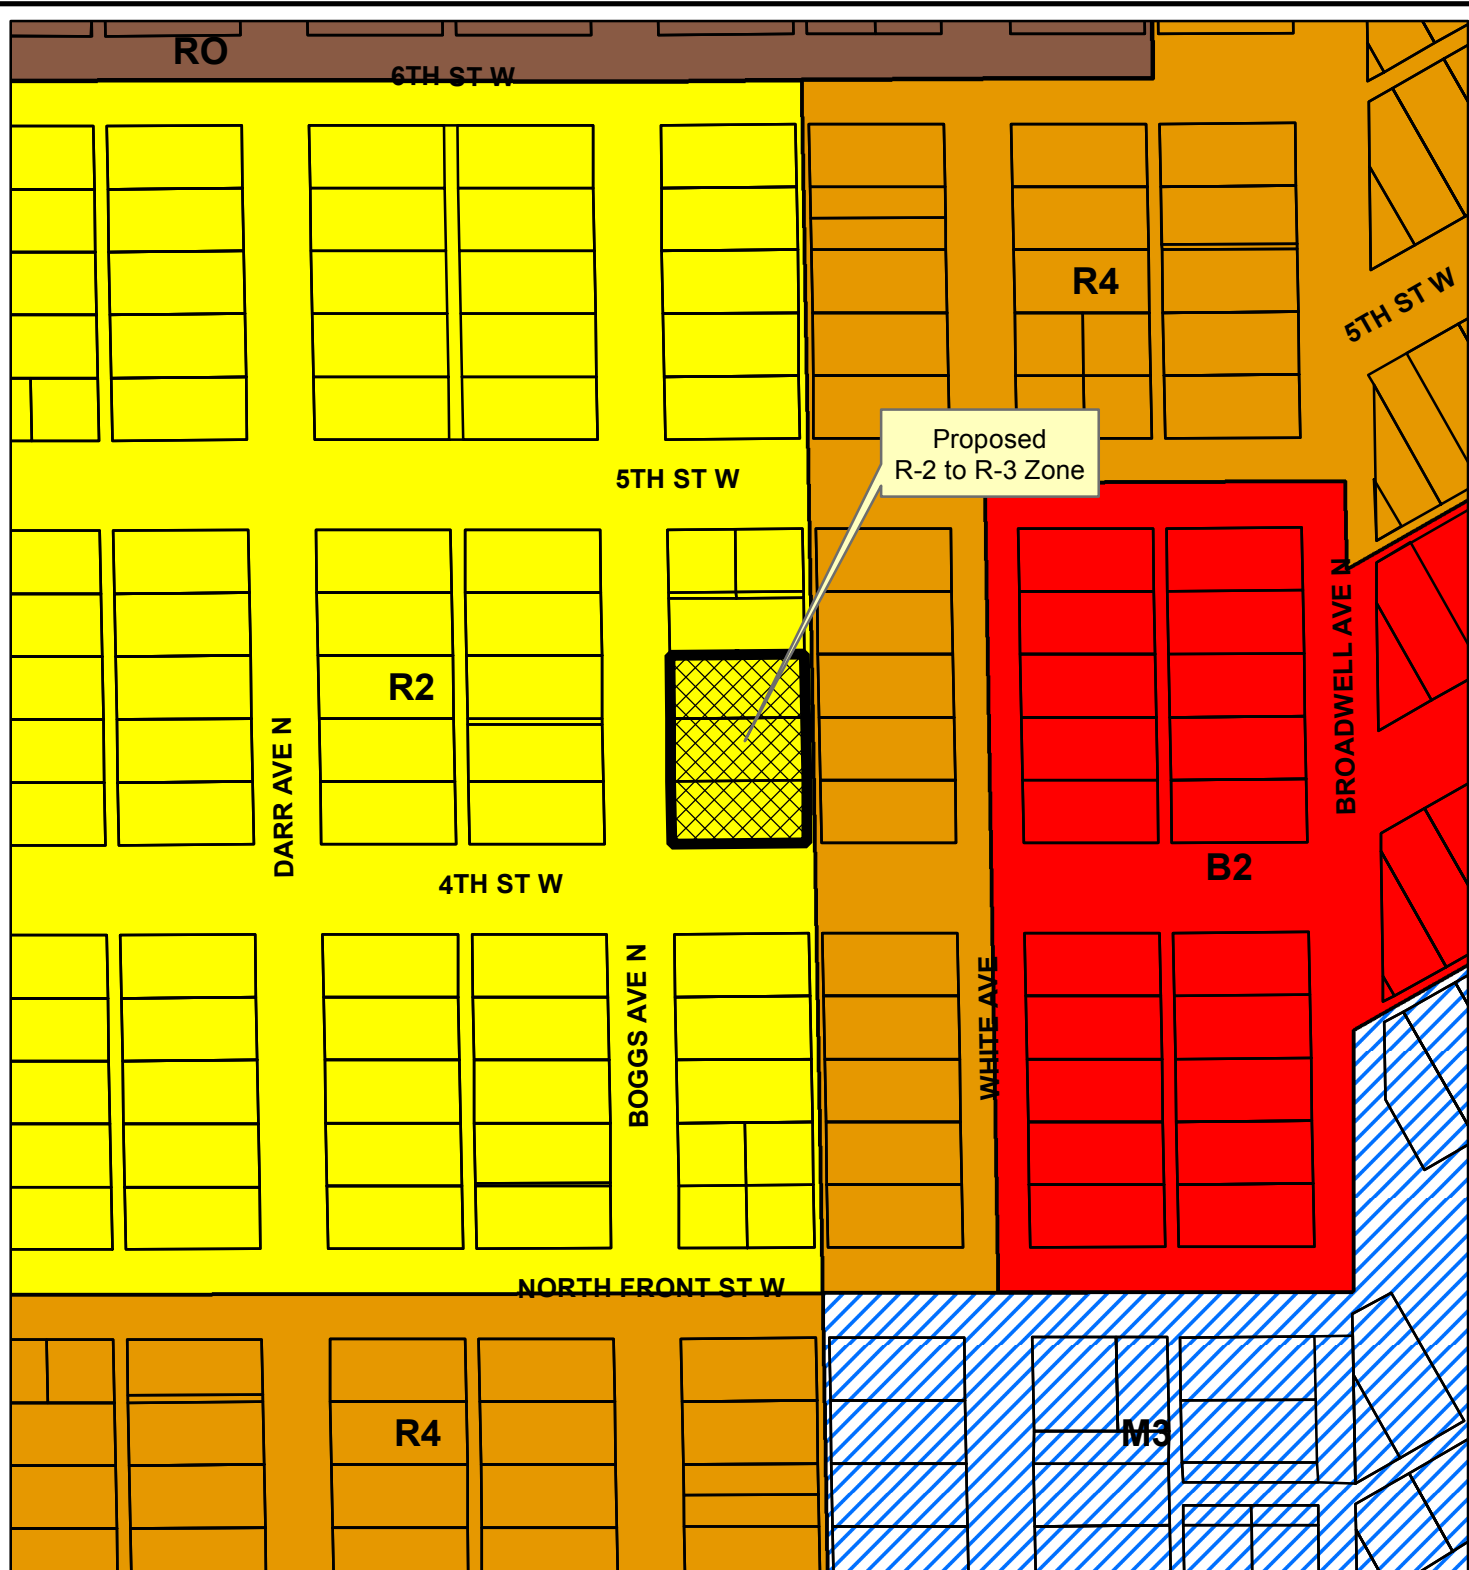 RO
6TH ST W
R4
5TH ST W
Proposed
R-2 to R-3 Zone
5TH ST W
R2
DARR AVE N
BROADWELL AVE N
B2
4TH ST W
BOGGS AVE N
WHITE AVE
NORTH FRONT ST W
R4
M3